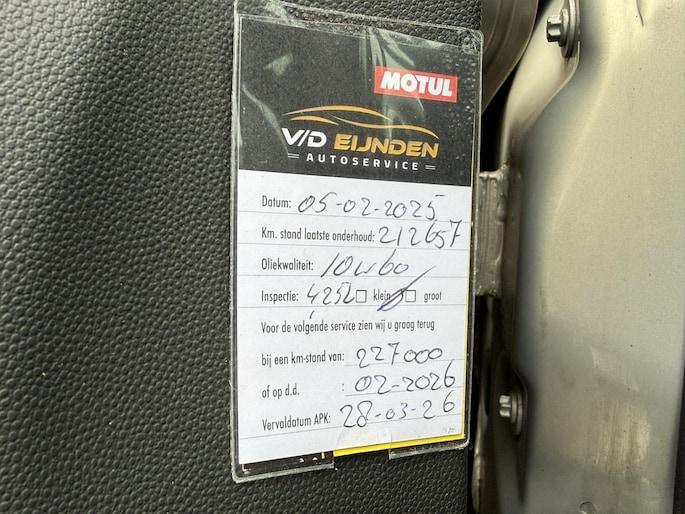 MOTUL
V/D EIJNDEN
AUTOSERVICE
Datum: 05-02-2025
Km. stand laatste onderhoud: 212657
Oliekwaliteit: 10w60
Inspectie: klein groot
Voor de volgende service zien wij u graag terug
bij een km-stand van: 227000
of op d.d. : 02-2026
Vervaldatum APK: 28-03-26